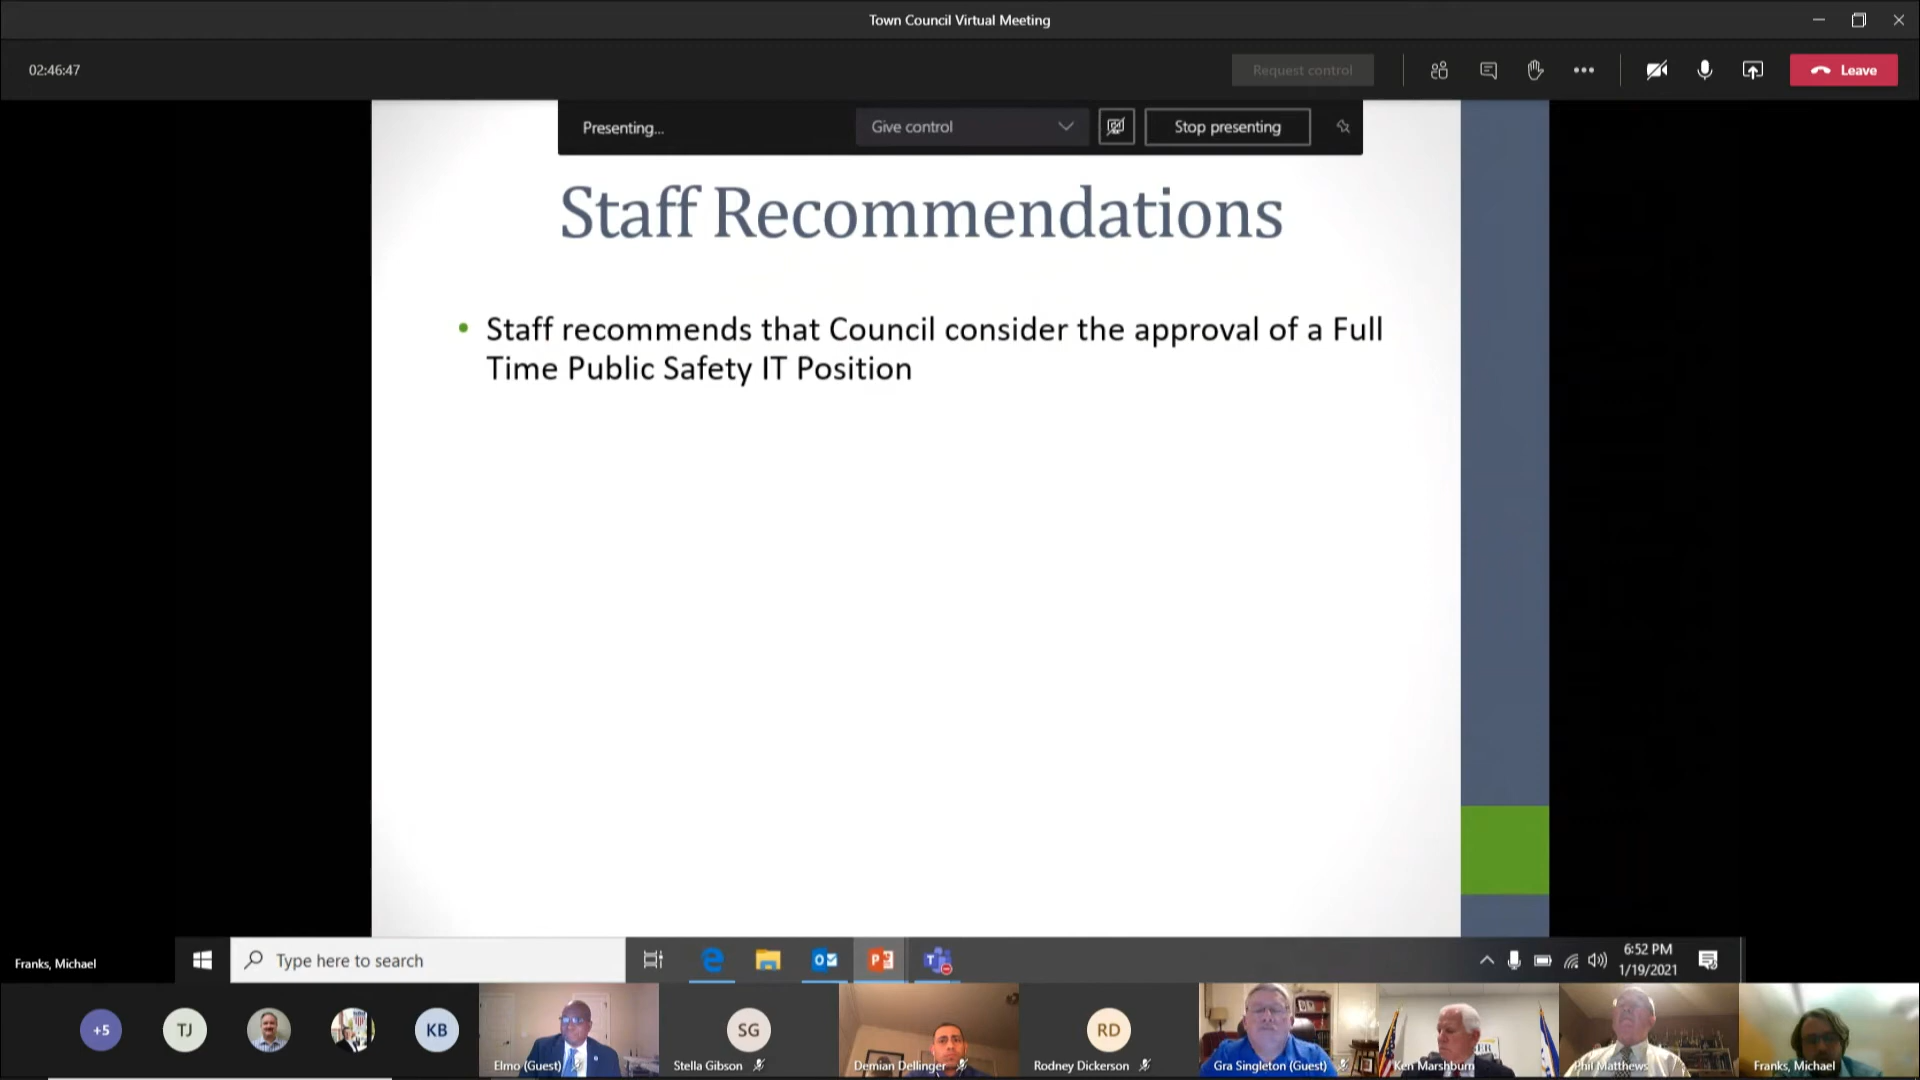 Town Council Virtual Meeting
02:46:47
Request control
Leave
Presenting...
Give control
Stop presenting
Staff Recommendations
• Staff recommends that Council consider the approval of a Full
Time Public Safety IT Position
Franks, Michael
Type here to search
6:52 PM
1/19/2021
+5
TJ
KB
SG
RD
Elmo (Guest)
Stella Gibson
Demian Dellinger
Rodney Dickerson
Gra Singleton (Guest)
Ken Marshburn
Phil Matthews
Franks, Michael